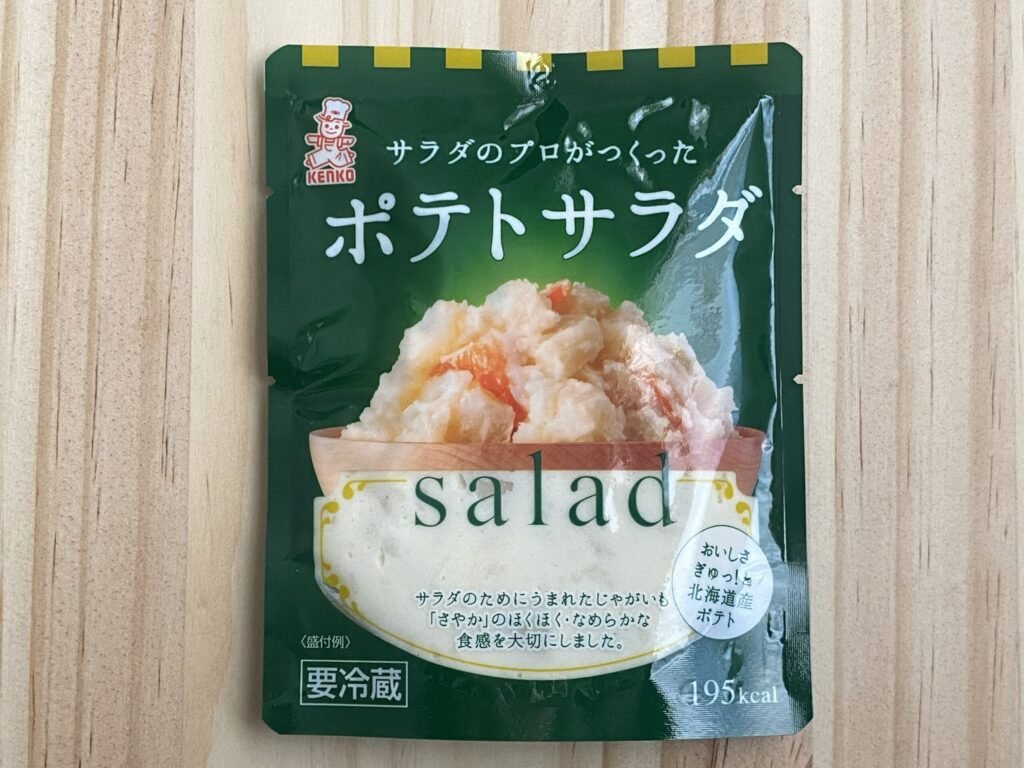 KENKO
サラダのプロがつくった
ポテトサラダ
salad
おいしさ
ぎゅっ!と
北海道産
ポテト
サラダのためにうまれたじゃがいも
「さやか」のほくほく・なめらかな
食感を大切にしました。
〈盛付例〉
要冷蔵
195kcal